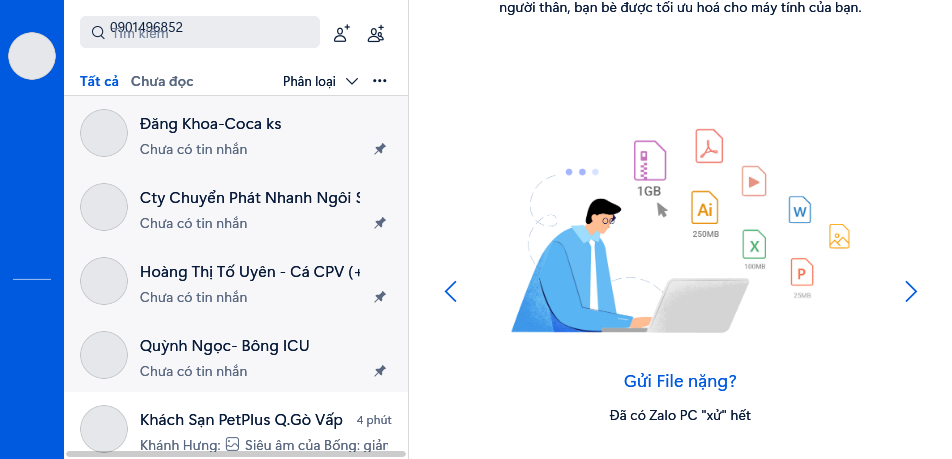 người thân, bạn bè được tối ưu hoá cho máy tính của bạn.
0901496852
Tìm kiếm
Tất cả Chưa đọc Phân loại
Đăng Khoa-Coca ks
Chưa có tin nhắn
Cty Chuyển Phát Nhanh Ngôi S
Chưa có tin nhắn
Hoàng Thị Tố Uyên - Cá CPV (+
Chưa có tin nhắn
Quỳnh Ngọc- Bông ICU
Chưa có tin nhắn
Khách Sạn PetPlus Q.Gò Vấp 4 phút
Khánh Hưng: Siêu âm của Bống: giản
1GB
Ai
250MB
W
X
100MB
P
25MB
Gửi File nặng?
Đã có Zalo PC "xử" hết